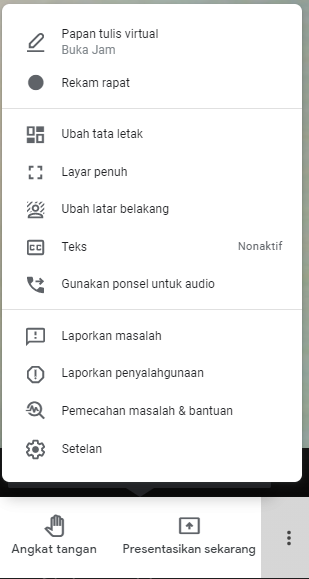 Papan tulis virtual
Buka Jam
Rekam rapat
Ubah tata letak
Layar penuh
Ubah latar belakang
CC Teks Nonaktif
Gunakan ponsel untuk audio
Laporkan masalah
Laporkan penyalahgunaan
Pemecahan masalah & bantuan
Setelan
Angkat tangan Presentasikan sekarang